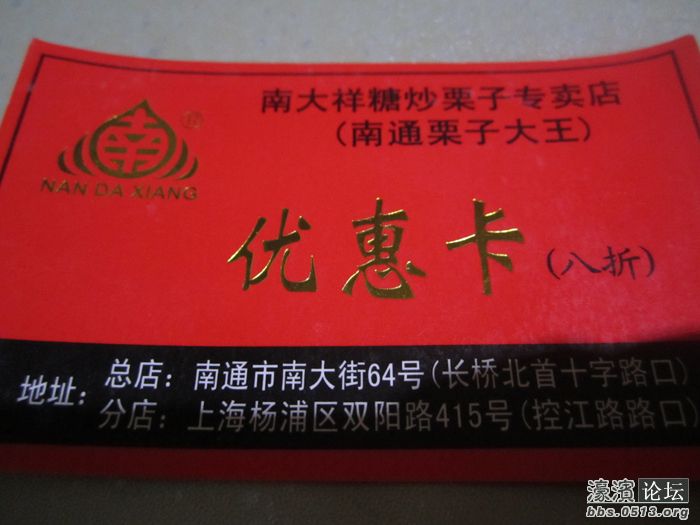 南大祥糖炒栗子专卖店
(南通栗子大王)
南
NAN DA XIANG
优惠卡(八折)
地址:
总店:南通市南大街64号(长桥北首十字路口)
分店:上海杨浦区双阳路415号(控江路路口)
濠滨论坛
bbs.0513.org